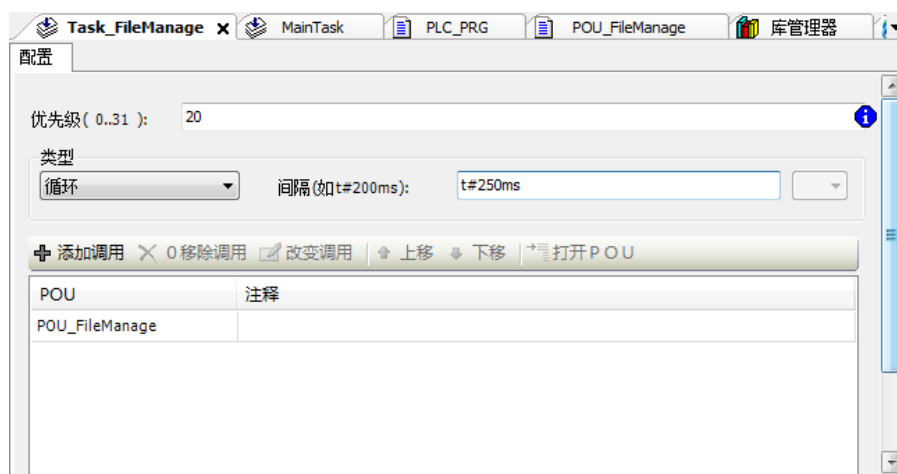 Task_FileManage MainTask PLC_PRG POU_FileManage 库管理器
配置
优先级( 0..31 ): 20
类型
循环 间隔(如t#200ms): t#250ms
添加调用 0移除调用 改变调用 上移 下移 打开POU
POU 注释
POU_FileManage